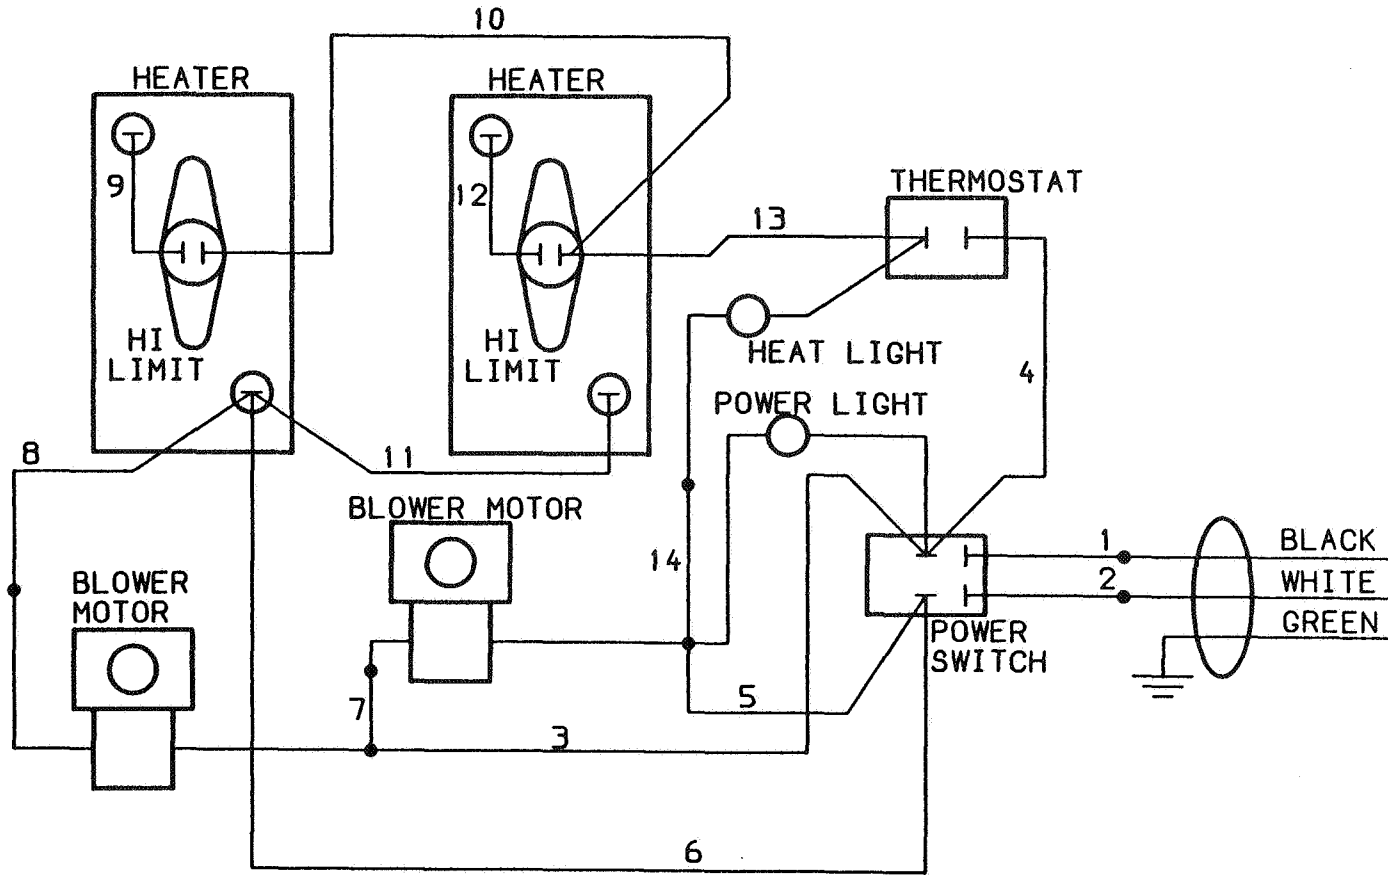 10
HEATER
HEATER
9
12
THERMOSTAT
13
HI
LIMIT
HI
LIMIT
HEAT LIGHT
4
POWER LIGHT
8
11
BLOWER MOTOR
14
1
BLACK
2
WHITE
GREEN
BLOWER
MOTOR
POWER
SWITCH
7
5
3
6